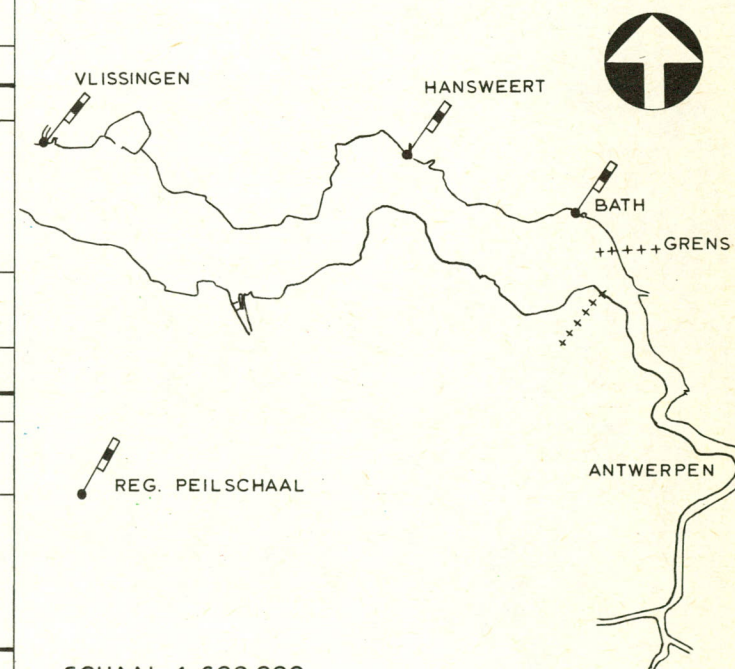 VLISSINGEN
HANSWEERT
BATH
GRENS
ANTWERPEN
REG. PEILSCHAAL